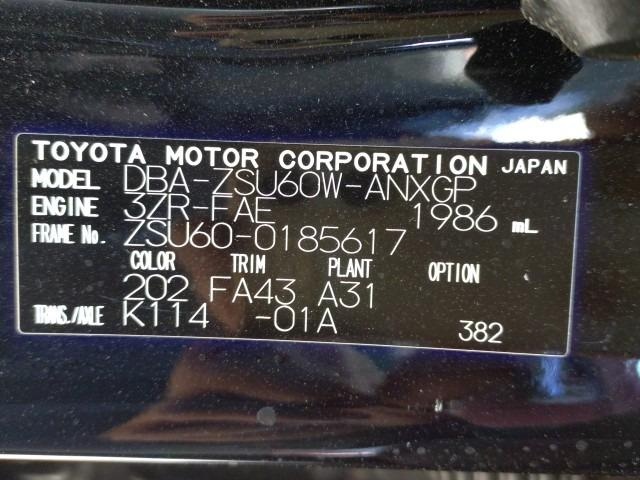 TOYOTA MOTOR CORPORATION JAPAN
MODEL DBA-ZSU60W-ANXGP
ENGINE 3ZR-FAE 1986 mL
FRAME No. ZSU60-0185617
COLOR TRIM PLANT OPTION
202 FA43 A31
TRANS./AXLE K114 -01A 382